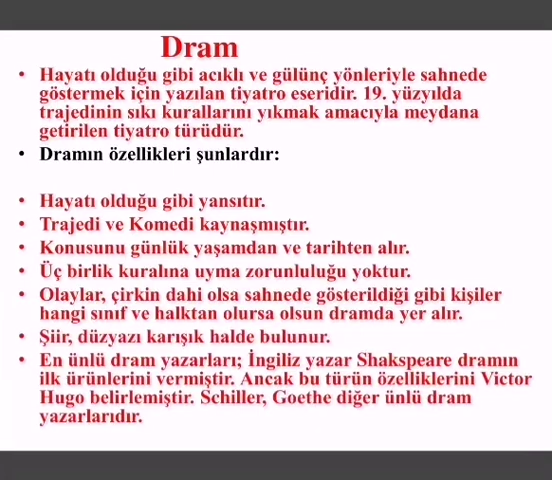 Dram
• Hayatı olduğu gibi acıklı ve gülünç yönleriyle sahnede
göstermek için yazılan tiyatro eseridir. 19. yüzyılda
trajedinin sıkı kurallarını yıkmak amacıyla meydana
getirilen tiyatro türüdür.
• Dramın özellikleri şunlardır:
• Hayatı olduğu gibi yansıtır.
• Trajedi ve Komedi kaynaşmıştır.
• Konusunu günlük yaşamdan ve tarihten alır.
• Üç birlik kuralına uyma zorunluluğu yoktur.
• Olaylar, çirkin dahi olsa sahnede gösterildiği gibi kişiler
hangi sınıf ve halktan olursa olsun dramda yer alır.
• Şiir, düzyazı karışık halde bulunur.
• En ünlü dram yazarları; İngiliz yazar Shakspeare dramın
ilk ürünlerini vermiştir. Ancak bu türün özelliklerini Victor
Hugo belirlemiştir. Schiller, Goethe diğer ünlü dram
yazarlarıdır.